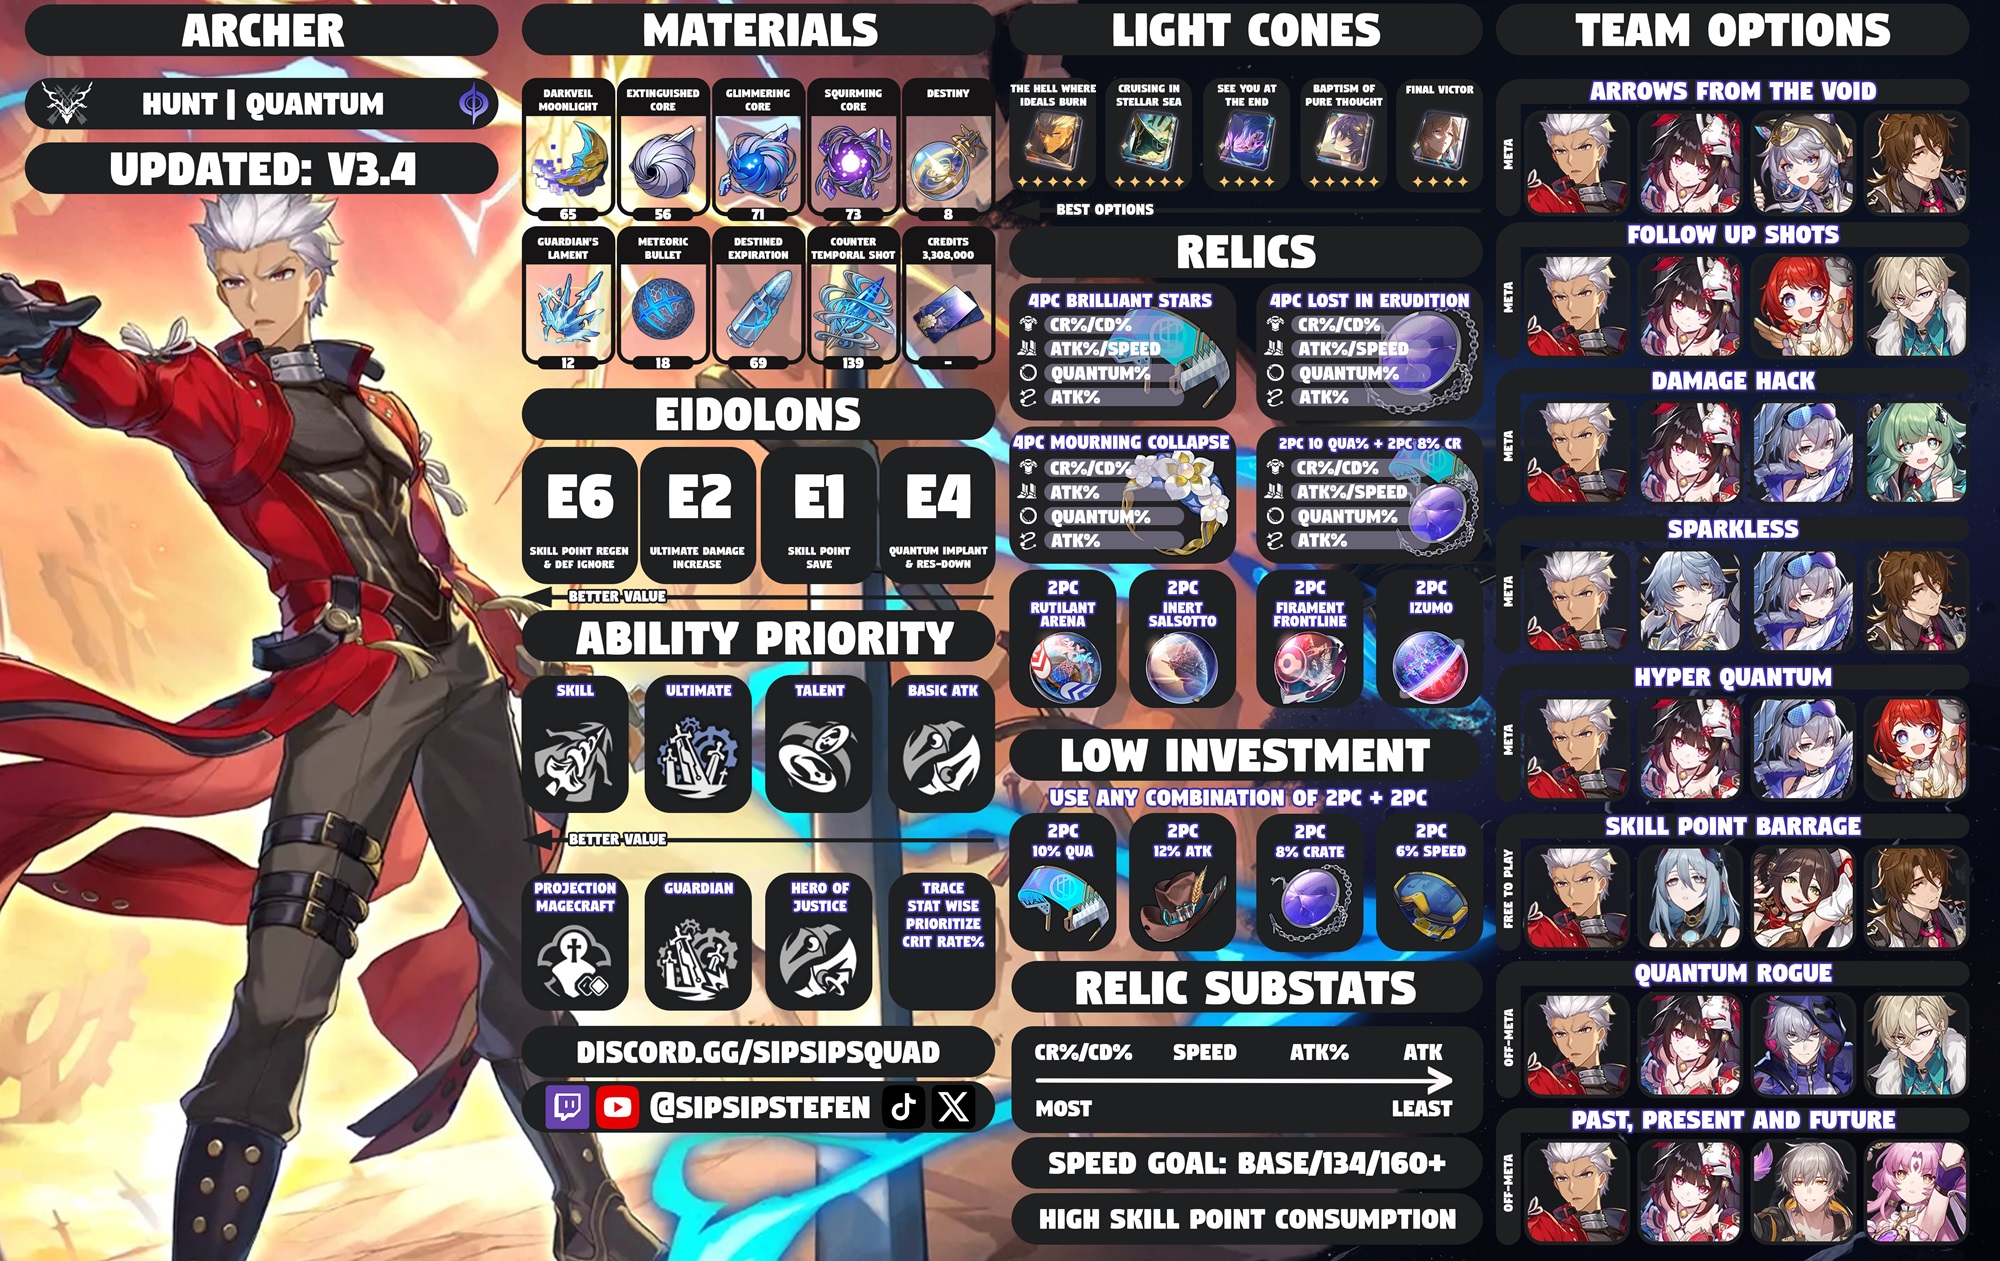 ARCHER
HUNT | QUANTUM
UPDATED: V3.4
MATERIALS
DARKVEIL
MOONLIGHT
65
EXTINGUISHED
CORE
56
GLIMMERING
CORE
71
SQUIRMING
CORE
73
DESTINY
8
GUARDIAN'S
LAMENT
12
METEORIC
BULLET
18
DESTINED
EXPIRATION
69
COUNTER
TEMPORAL SHOT
139
CREDITS
3,308,000
-
EIDOLONS
E6
SKILL POINT REGEN
& DEF IGNORE
E2
ULTIMATE DAMAGE
INCREASE
E1
SKILL POINT
SAVE
E4
QUANTUM IMPLANT
& RES-DOWN
BETTER VALUE
ABILITY PRIORITY
SKILL
ULTIMATE
TALENT
BASIC ATK
BETTER VALUE
PROJECTION
MAGECRAFT
GUARDIAN
HERO OF
JUSTICE
TRACE
STAT WISE
PRIORITIZE
CRIT RATE%
DISCORD.GG/SIPSIPSQUAD
@SIPSIPSTEFEN
LIGHT CONES
THE HELL WHERE
IDEALS BURN
CRUISING IN
STELLAR SEA
SEE YOU AT
THE END
BAPTISM OF
PURE THOUGHT
FINAL VICTOR
BEST OPTIONS
RELICS
4PC BRILLIANT STARS
CR%/CD%
ATK%/SPEED
QUANTUM%
ATK%
4PC LOST IN ERUDITION
CR%/CD%
ATK%/SPEED
QUANTUM%
ATK%
4PC MOURNING COLLAPSE
CR%/CD%
ATK%
QUANTUM%
ATK%
2PC 10 QUA% + 2PC 8% CR
CR%/CD%
ATK%/SPEED
QUANTUM%
ATK%
2PC
RUTILANT
ARENA
2PC
INERT
SALSOTTO
2PC
FIRAMENT
FRONTLINE
2PC
IZUMO
LOW INVESTMENT
USE ANY COMBINATION OF 2PC + 2PC
2PC
10% QUA
2PC
12% ATK
2PC
8% CRATE
2PC
6% SPEED
RELIC SUBSTATS
CR%/CD% SPEED ATK% ATK
MOST LEAST
SPEED GOAL: BASE/134/160+
HIGH SKILL POINT CONSUMPTION
TEAM OPTIONS
ARROWS FROM THE VOID
META
FOLLOW UP SHOTS
META
DAMAGE HACK
META
SPARKLESS
META
HYPER QUANTUM
META
SKILL POINT BARRAGE
FREE TO PLAY
QUANTUM ROGUE
OFF-META
PAST, PRESENT AND FUTURE
OFF-META